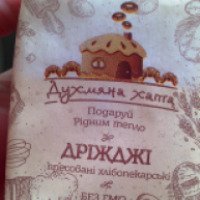 Духмяна хата
Подаруй
Рідним тепло
ДРІЖДЖІ
пресовані хлібопекарські
БЕЗ ГМО